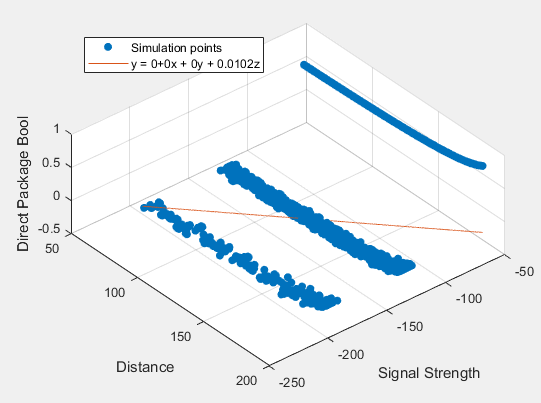 Simulation points
y = 0+0x + 0y + 0.0102z
Direct Package Bool
1
0.5
0
-0.5
50
100
150
200
Distance
-250
-200
-150
-100
-50
Signal Strength